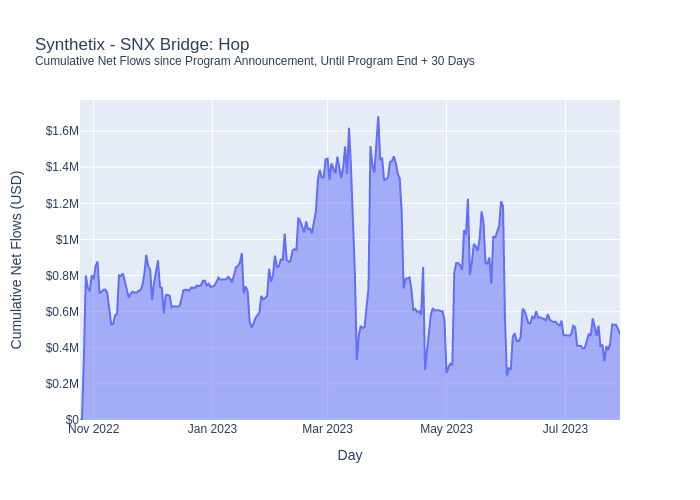 Synthetix - SNX Bridge: Hop
Cumulative Net Flows since Program Announcement, Until Program End + 30 Days
Cumulative Net Flows (USD)
$1.6M
$1.4M
$1.2M
$1M
$0.8M
$0.6M
$0.4M
$0.2M
$0
Nov 2022 Jan 2023 Mar 2023 May 2023 Jul 2023
Day